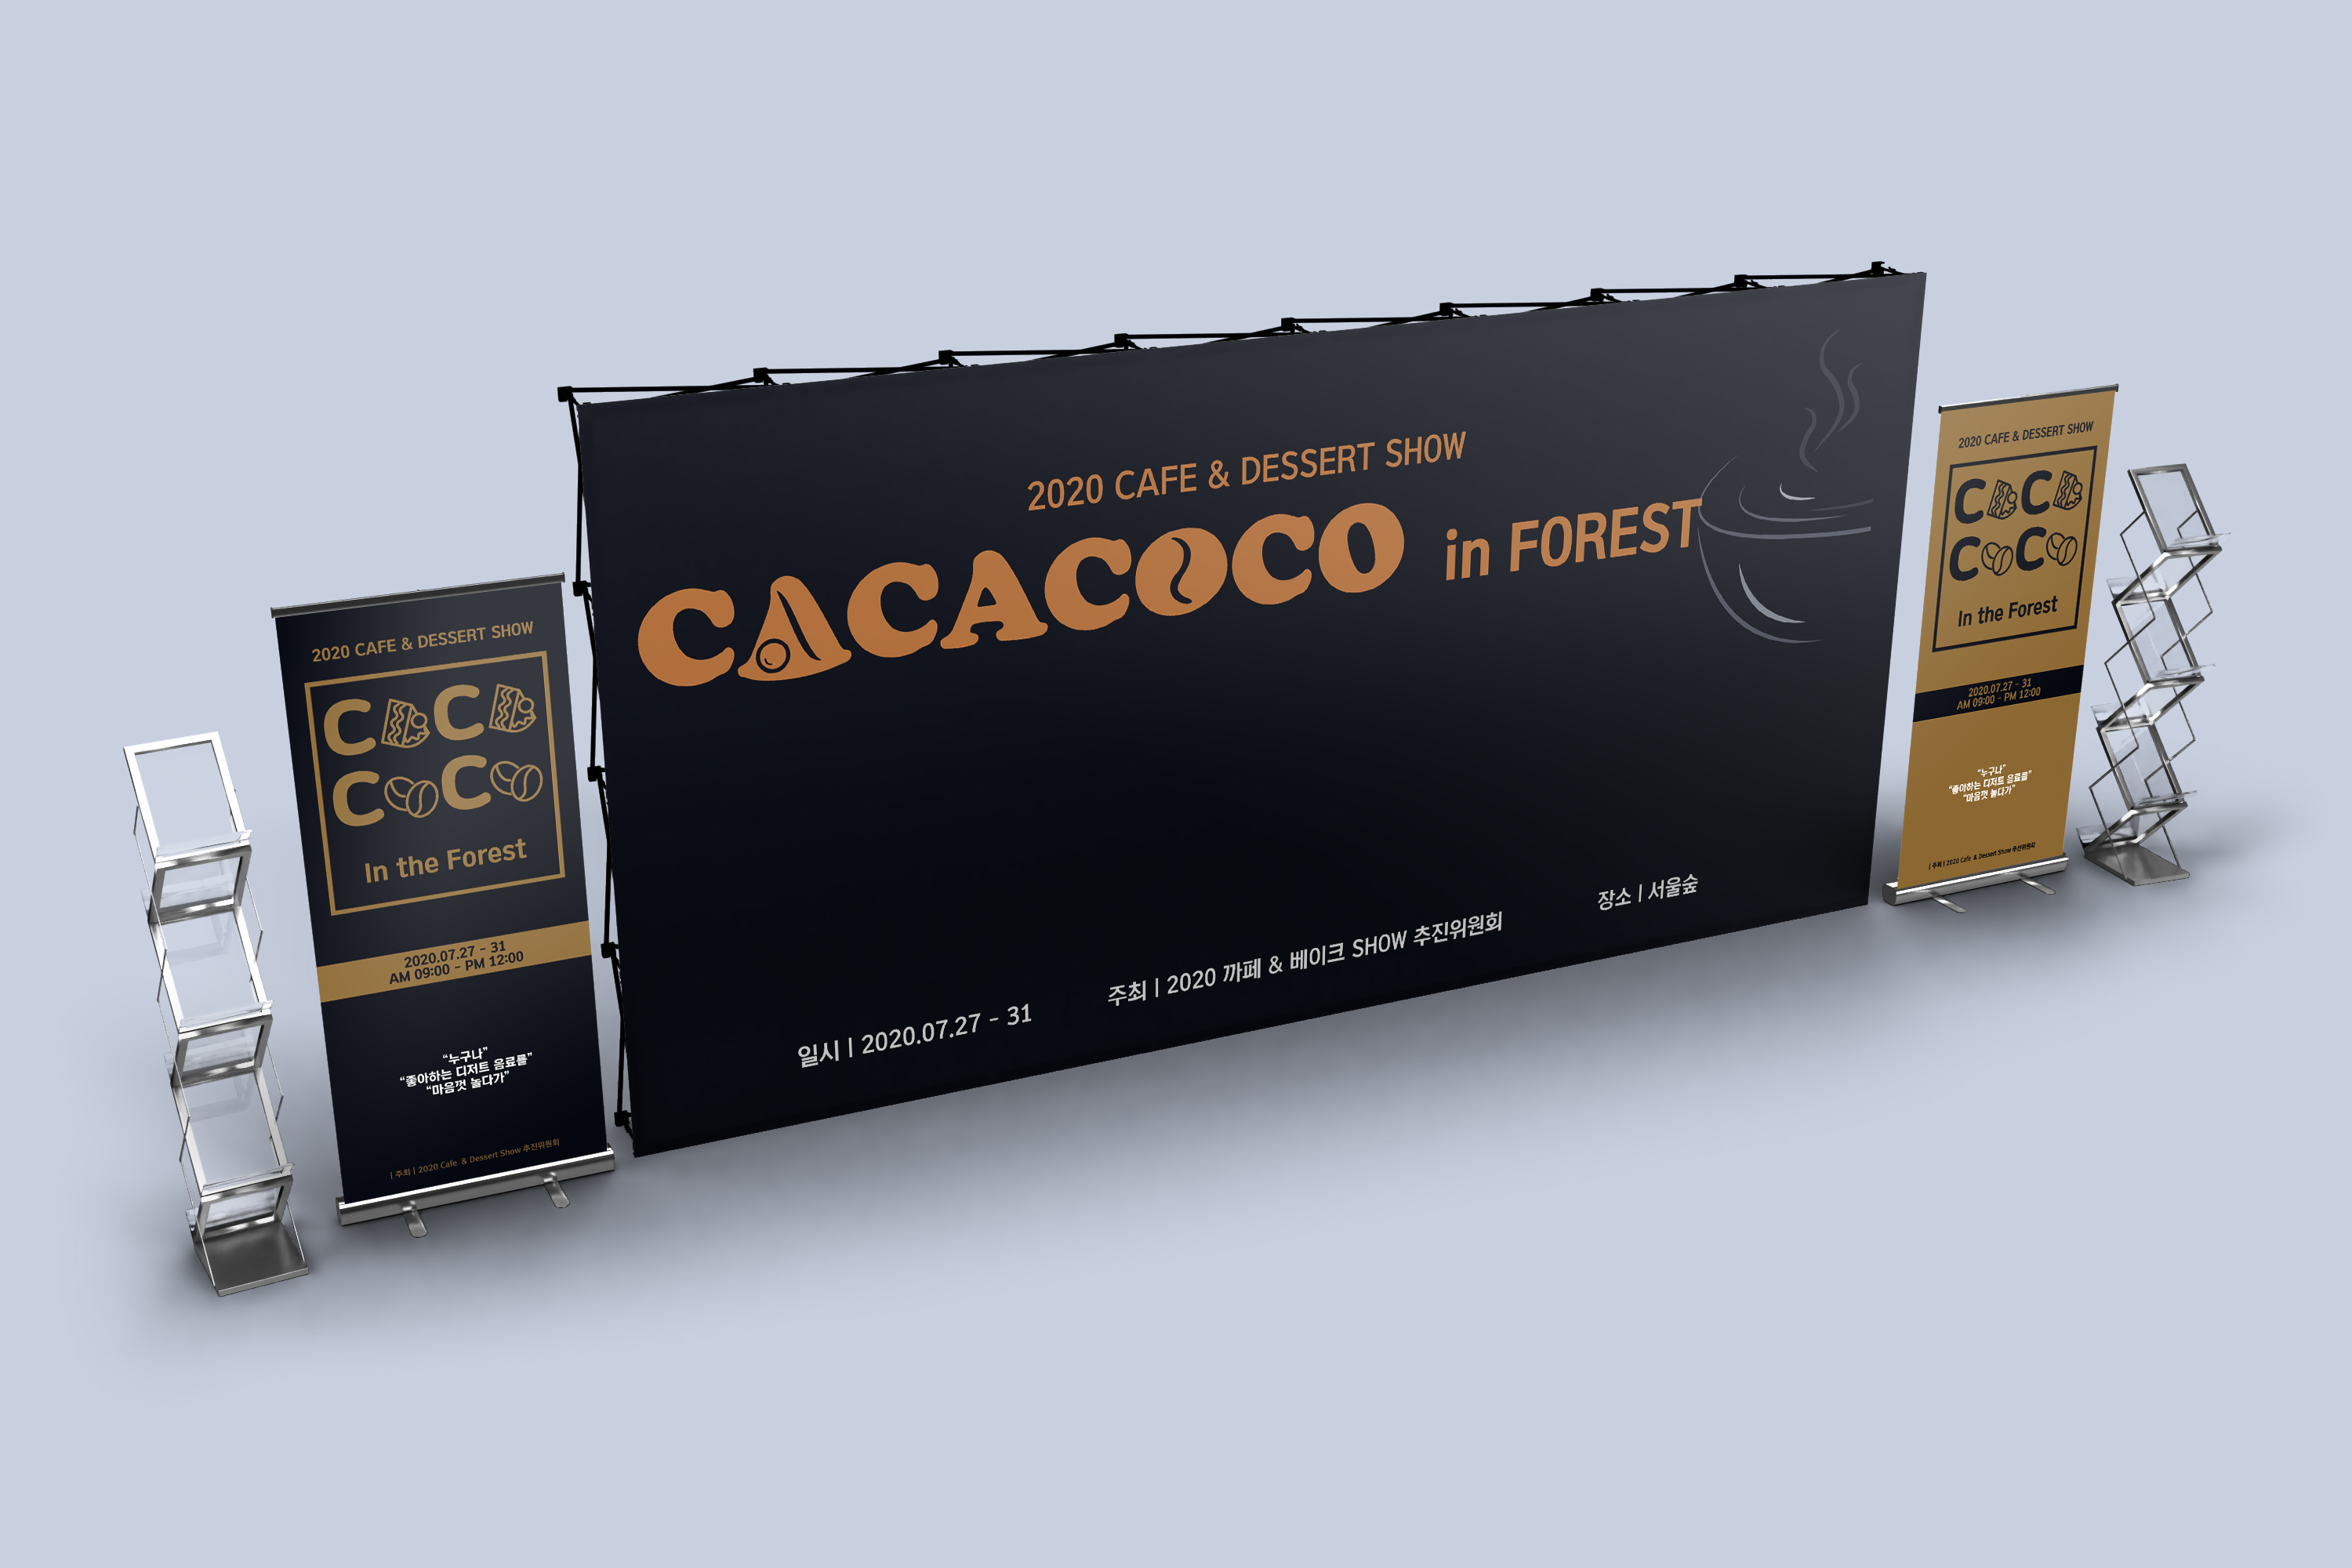 2020 CAFE & DESSERT SHOW
CACACOCO in FOREST
일시 | 2020.07.27 - 31
주최 | 2020 까페 & 베이크 SHOW 추진위원회
장소 | 서울숲
2020 CAFE & DESSERT SHOW
C C
C C
In the Forest
2020.07.27 - 31
AM 09:00 - PM 12:00
“누구나”
“좋아하는 디저트 음료를”
“마음껏 놀다가”
| 주최 | 2020 Cafe & Dessert Show 추진위원회
2020 CAFE & DESSERT SHOW
C C
C C
In the Forest
2020.07.27 - 31
AM 09:00 - PM 12:00
“누구나”
“좋아하는 디저트 음료를”
“마음껏 놀다가”
| 주최 | 2020 Cafe & Dessert Show 추진위원회